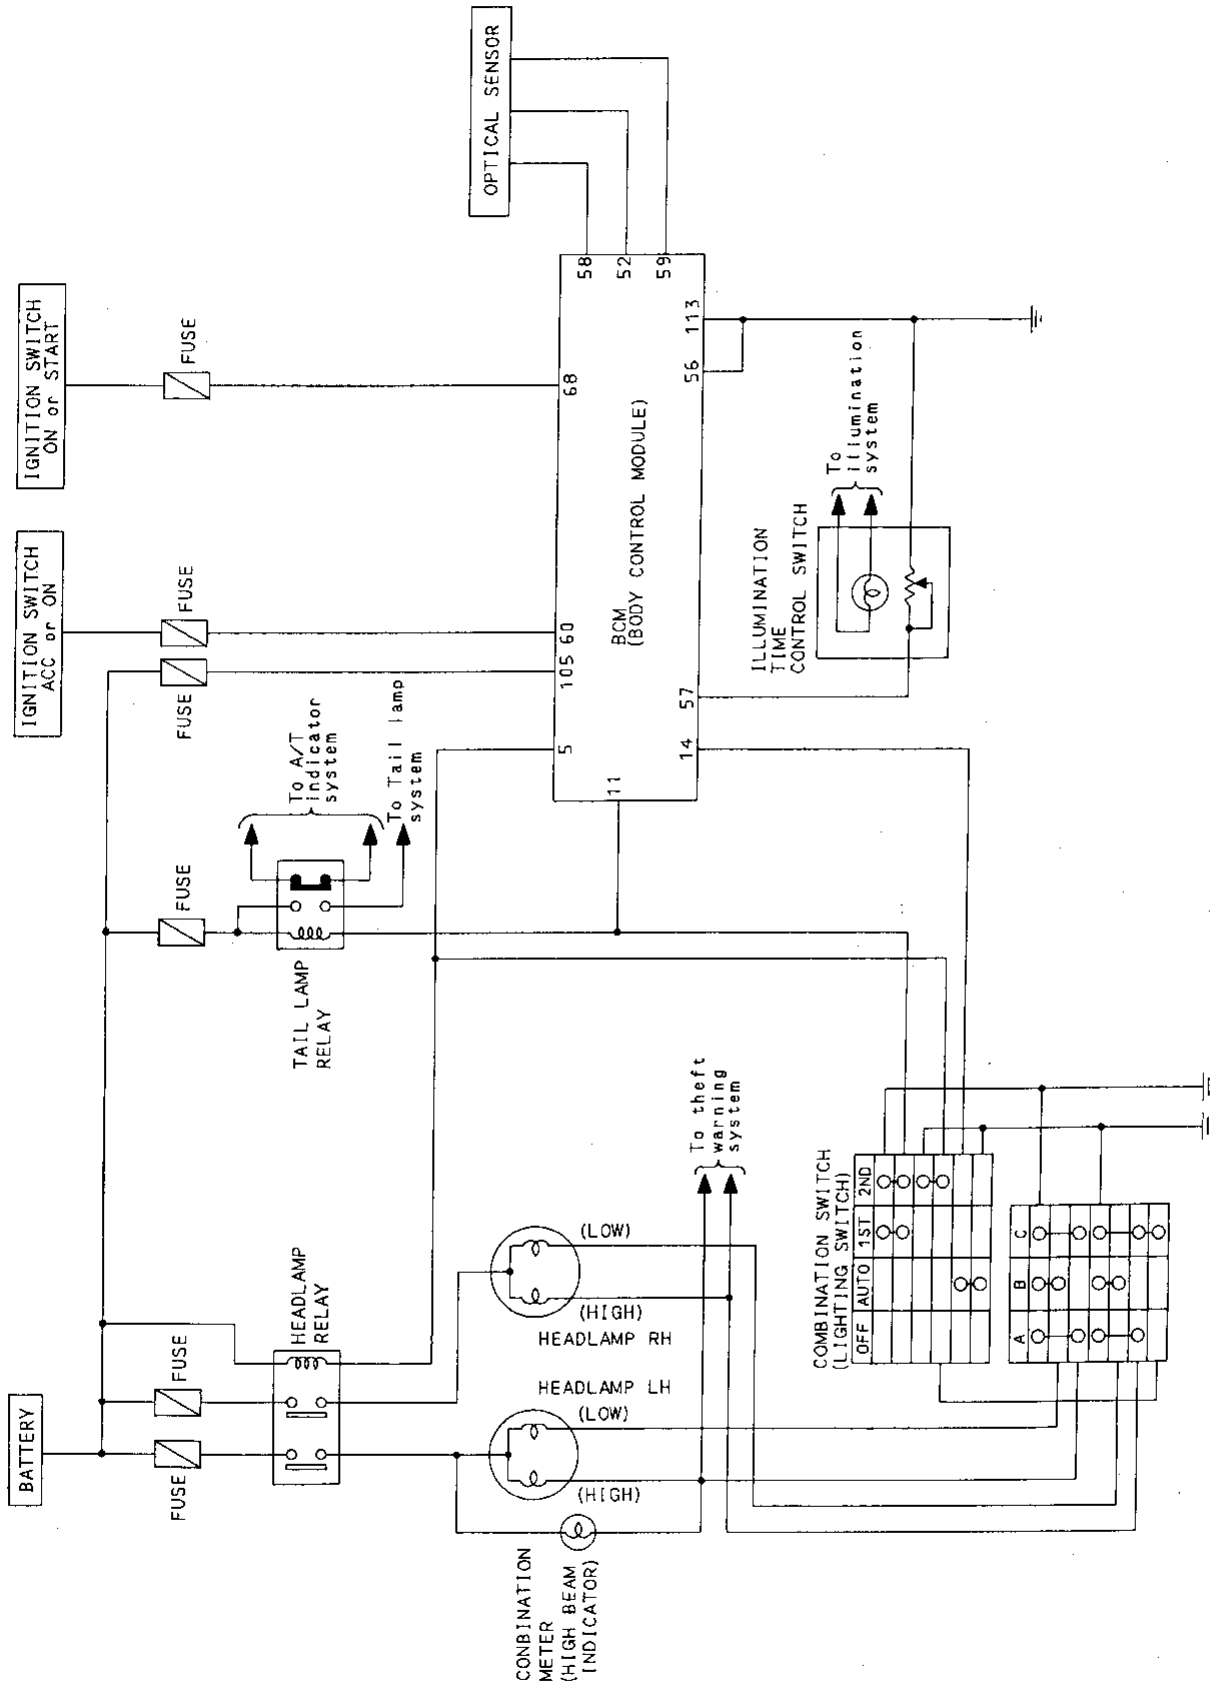 BATTERY
FUSE
FUSE
HEADLAMP
RELAY
TAIL LAMP
RELAY
FUSE
To A/T
indicator
system
To Tail lamp
system
IGNITION SWITCH
ACC or ON
FUSE
FUSE
IGNITION SWITCH
ON or START
FUSE
OPTICAL SENSOR
5
105
60
68
58
52
59
11
14
57
56
113
BCM
(BODY CONTROL MODULE)
CONBINATION
METER
(HIGH BEAM
INDICATOR)
(LOW)
(HIGH)
HEADLAMP LH
HEADLAMP RH
(LOW)
(HIGH)
To theft
warning
system
ILLUMINATION
TIME
CONTROL SWITCH
To
illumination
system
COMBINATION SWITCH
(LIGHTING SWITCH)
OFF AUTO 1ST 2ND
A B C